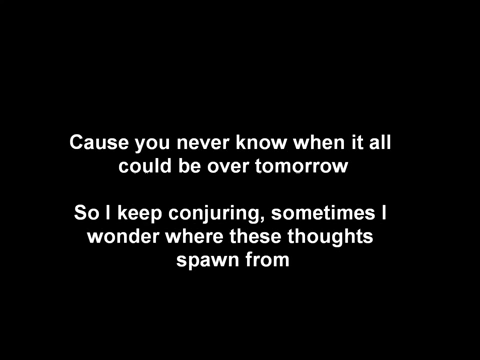 Cause you never know when it all
could be over tomorrow
So I keep conjuring, sometimes I
wonder where these thoughts
spawn from